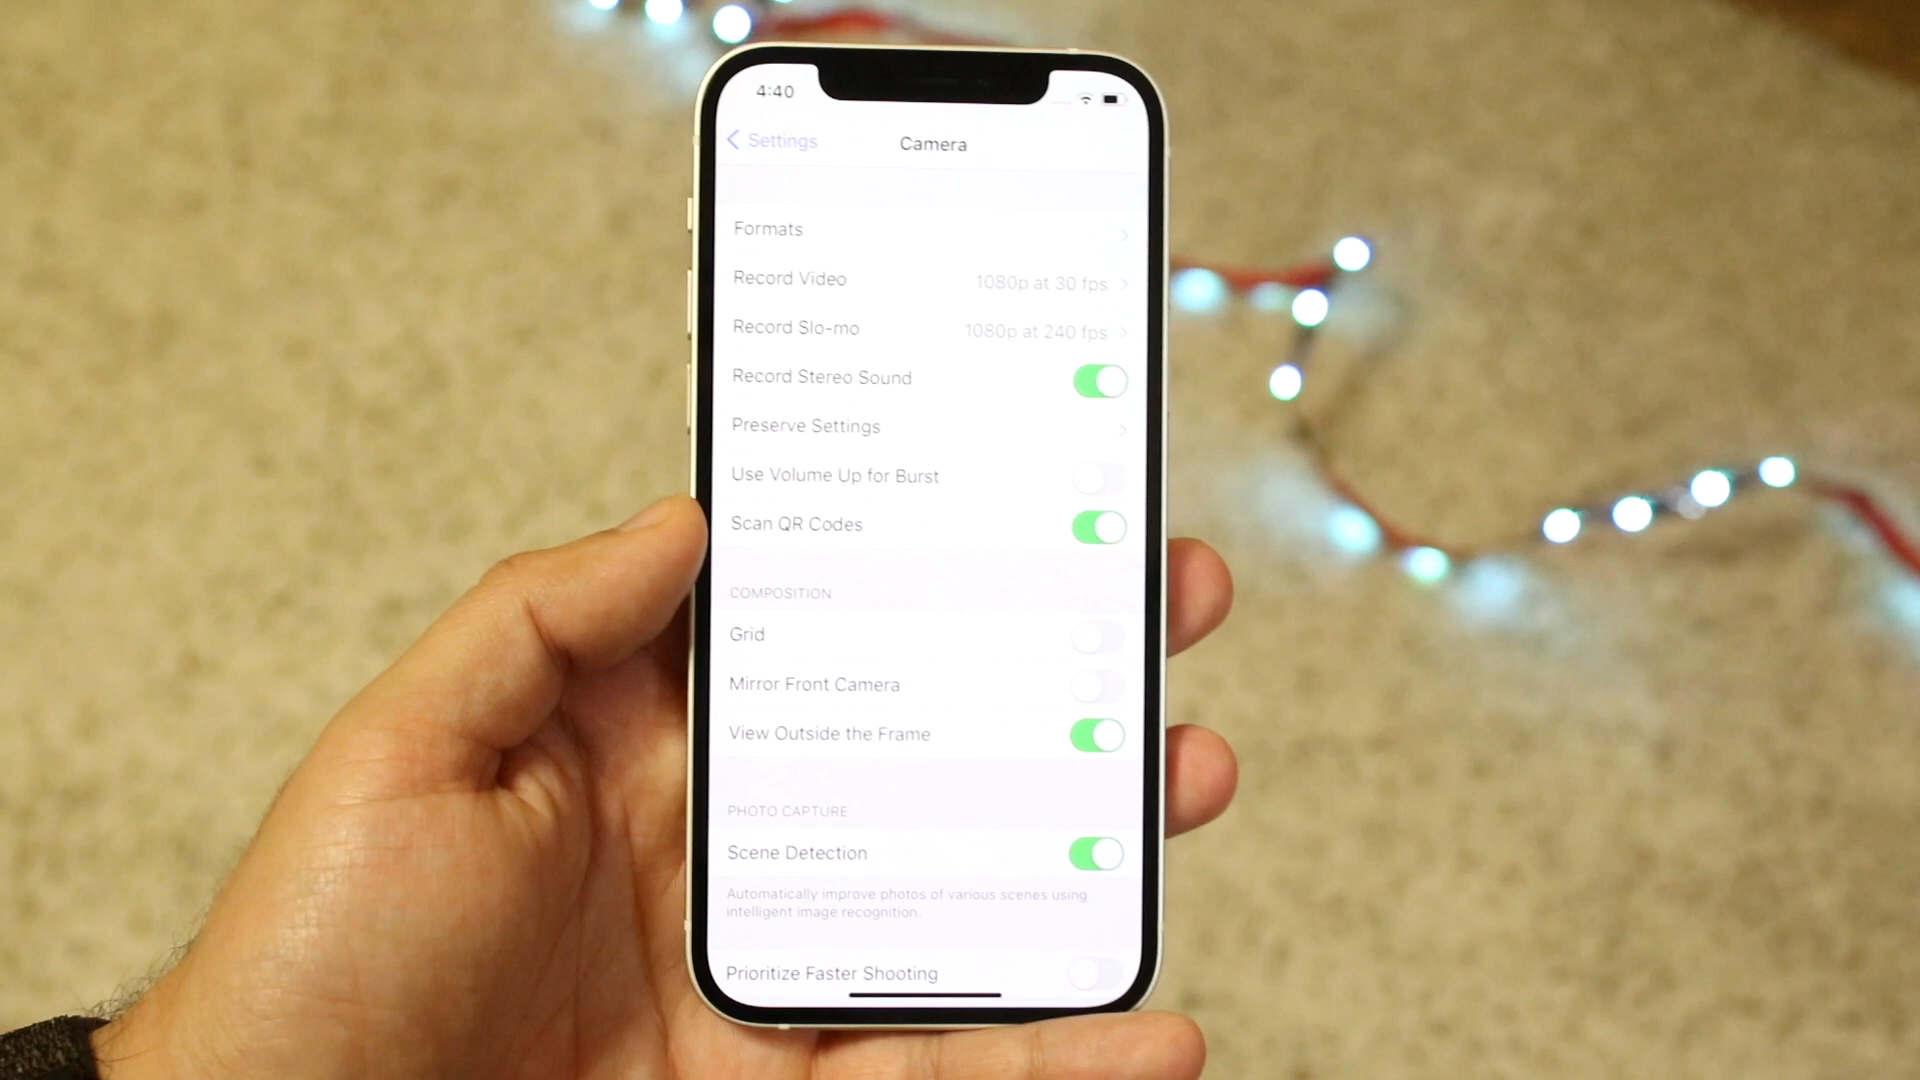 4:40
Settings
Camera
Formats
Record Video 1080p at 30 fps
Record Slo-mo 1080p at 240 fps
Record Stereo Sound
Preserve Settings
Use Volume Up for Burst
Scan QR Codes
COMPOSITION
Grid
Mirror Front Camera
View Outside the Frame
PHOTO CAPTURE
Scene Detection
Automatically improve photos of various scenes using
intelligent image recognition.
Prioritize Faster Shooting